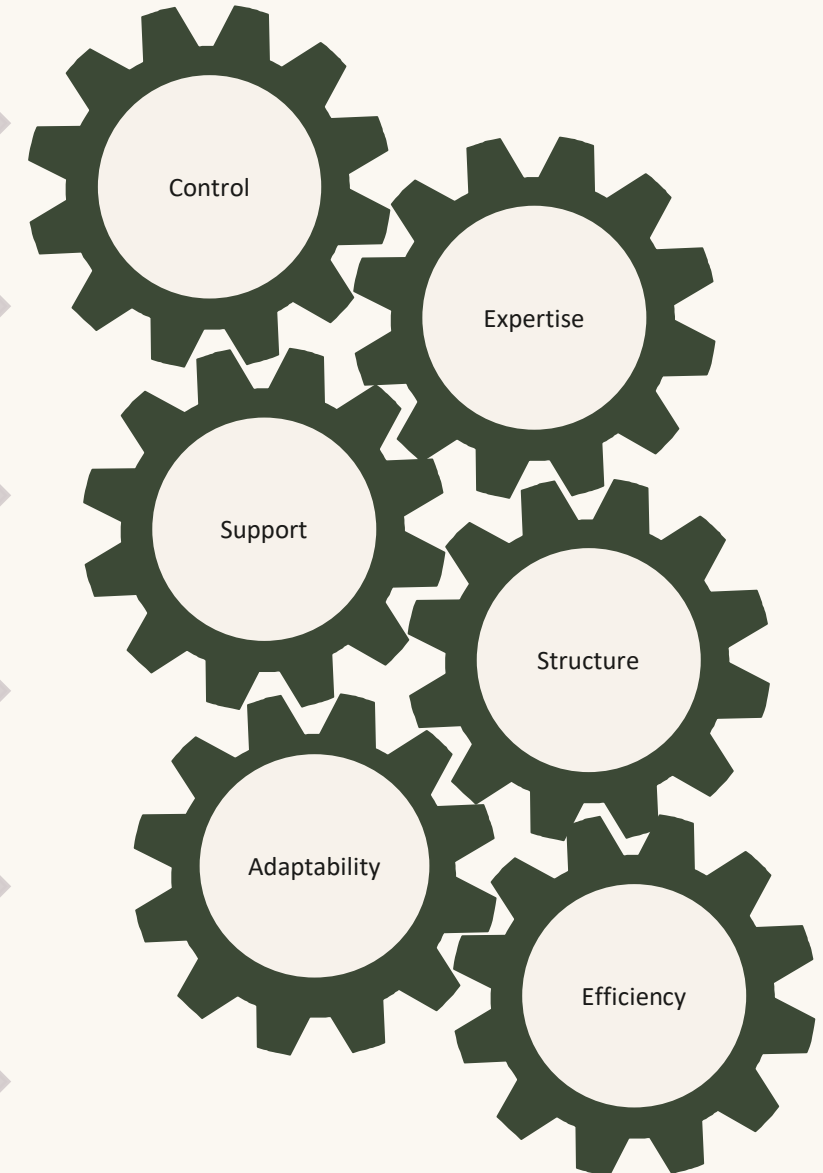 Control
Expertise
Support
Structure
Adaptability
Efficiency